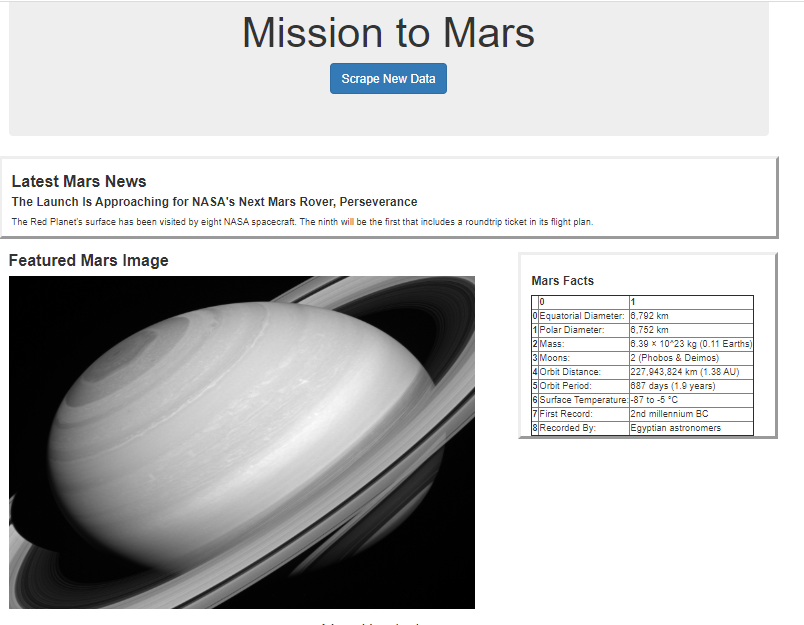 Mission to Mars
Scrape New Data
Latest Mars News
The Launch Is Approaching for NASA's Next Mars Rover, Perseverance
The Red Planet's surface has been visited by eight NASA spacecraft. The ninth will be the first that includes a roundtrip ticket in its flight plan.
Featured Mars Image
Mars Facts
0 1
0 Equatorial Diameter: 6,792 km
1 Polar Diameter: 6,752 km
2 Mass: 6.39 × 10^23 kg (0.11 Earths)
3 Moons: 2 (Phobos & Deimos)
4 Orbit Distance: 227,943,824 km (1.38 AU)
5 Orbit Period: 687 days (1.9 years)
6 Surface Temperature: -87 to -5 °C
7 First Record: 2nd millennium BC
8 Recorded By: Egyptian astronomers